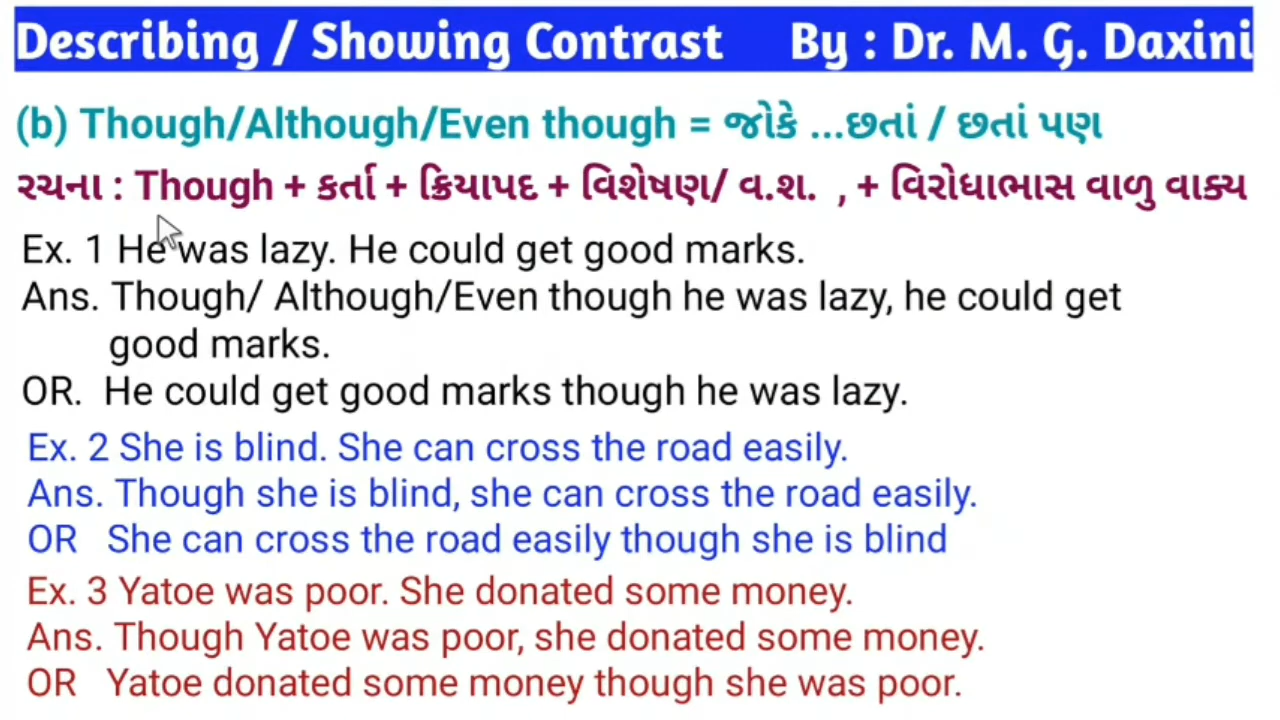 Describing / Showing Contrast By : Dr. M. G. Daxini
(b) Though/Although/Even though = જોકે ...છતાં / છતાં પણ
રચના : Though + કર્તા + ક્રિયાપદ + વિશેષણ/ વ.શ. , + વિરોધાભાસ વાળુ વાક્ય
Ex. 1 He was lazy. He could get good marks.
Ans. Though/ Although/Even though he was lazy, he could get
good marks.
OR. He could get good marks though he was lazy.
Ex. 2 She is blind. She can cross the road easily.
Ans. Though she is blind, she can cross the road easily.
OR She can cross the road easily though she is blind
Ex. 3 Yatoe was poor. She donated some money.
Ans. Though Yatoe was poor, she donated some money.
OR Yatoe donated some money though she was poor.